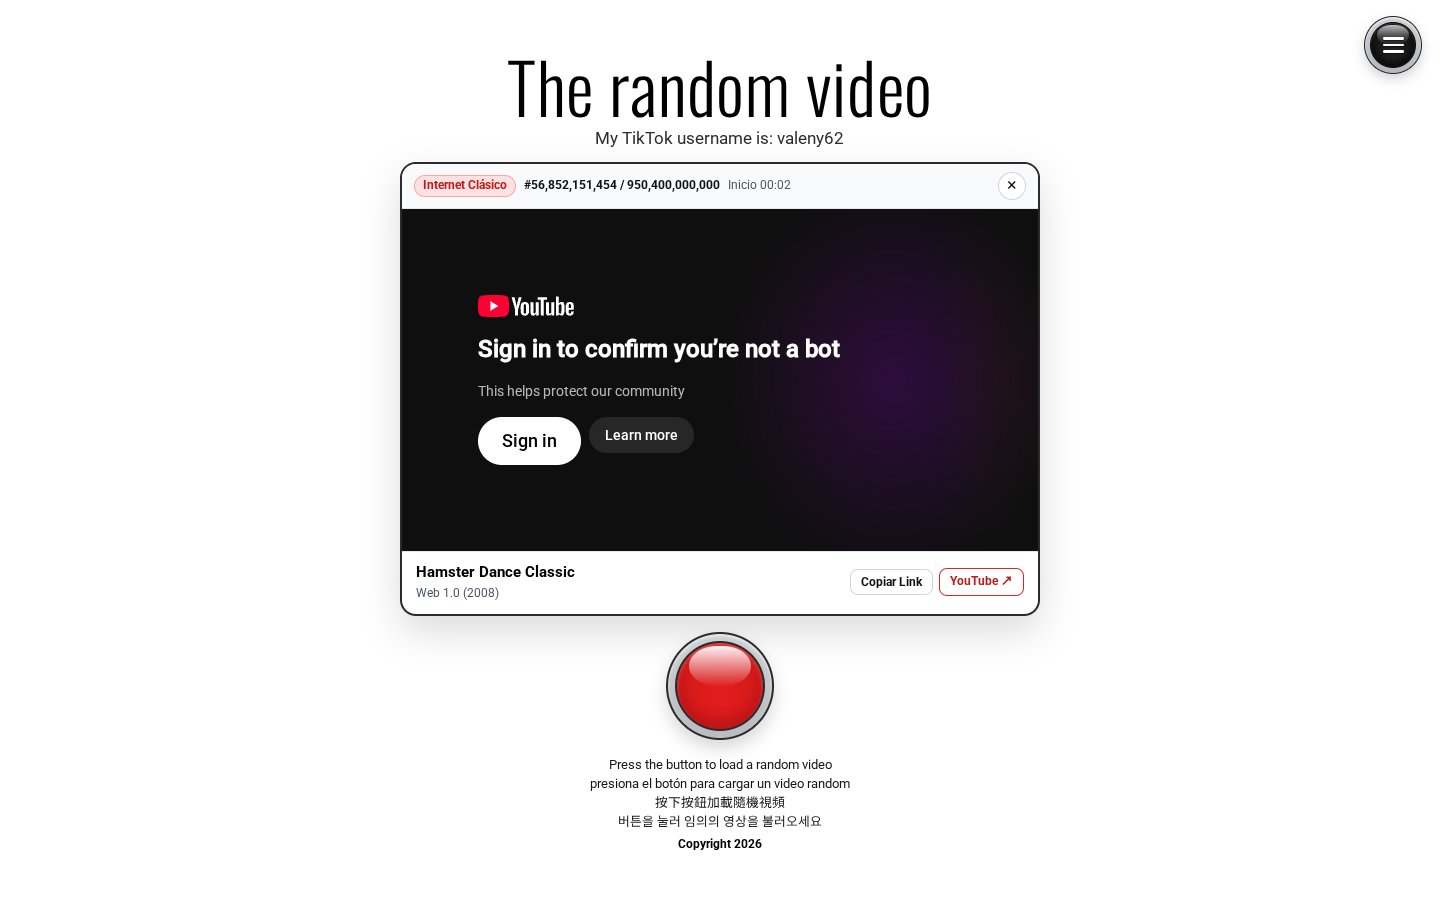 The random video
My TikTok username is: valeny62
Internet Clásico #56,852,151,454 / 950,400,000,000 Inicio 00:02 ×
YouTube
Sign in to confirm you’re not a bot
This helps protect our community
Sign in Learn more
Hamster Dance Classic
Web 1.0 (2008)
Copiar Link YouTube ↗
Press the button to load a random video
presiona el botón para cargar un video random
按下按鈕加載隨機視頻
버튼을 눌러 임의의 영상을 불러오세요
Copyright 2026